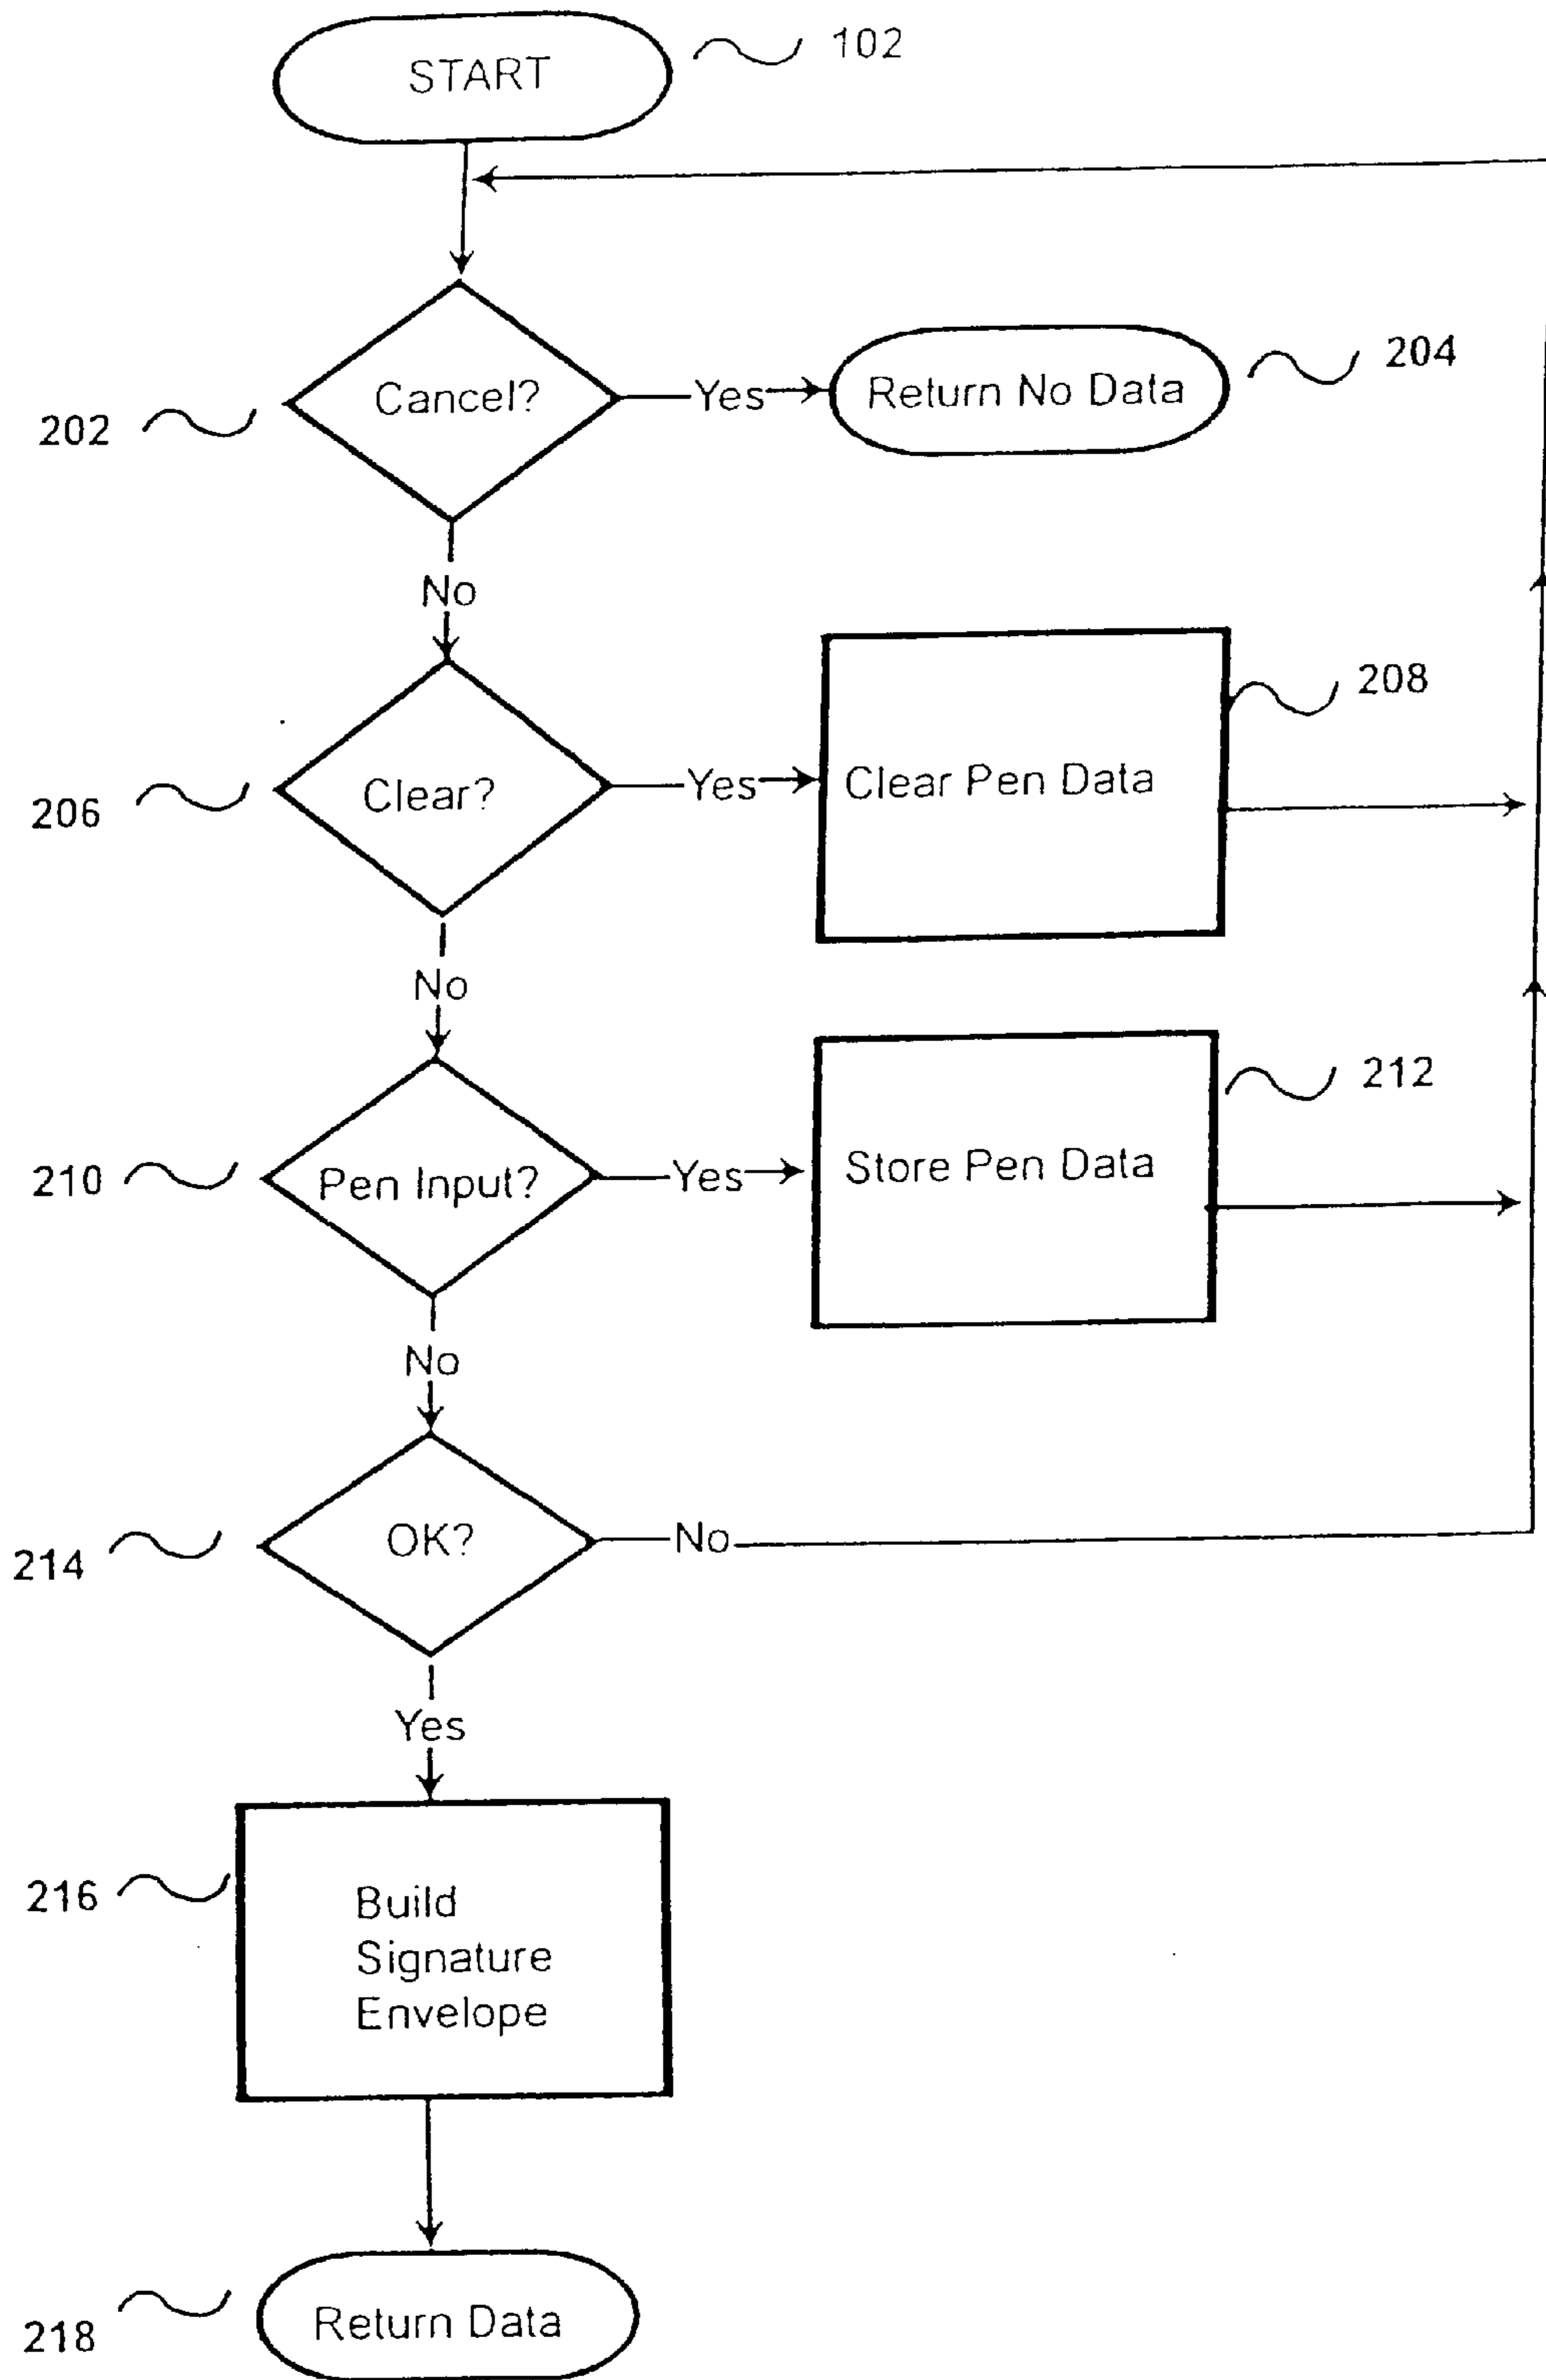 START
102
Cancel?
202
Yes
Return No Data
204
No
Clear?
206
Yes
Clear Pen Data
208
No
Pen Input?
210
Yes
Store Pen Data
212
No
OK?
214
No
Yes
216
Build
Signature
Envelope
218
Return Data